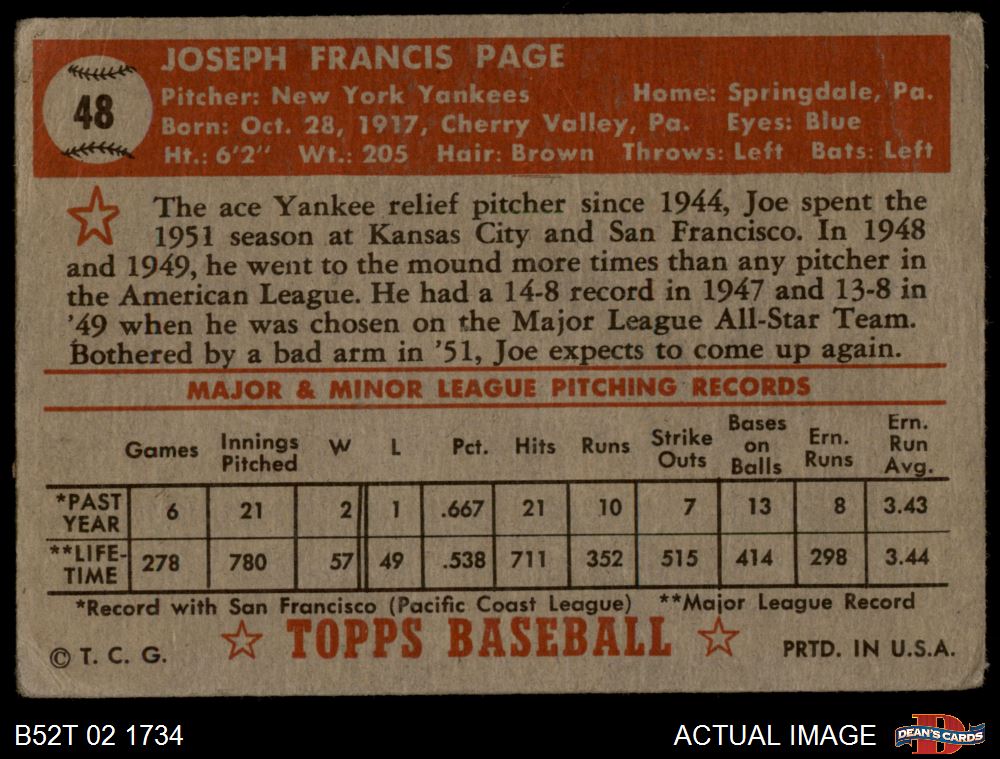 48
JOSEPH FRANCIS PAGE
Pitcher: New York Yankees Home: Springdale, Pa.
Born: Oct. 28, 1917, Cherry Valley, Pa. Eyes: Blue
Ht.: 6'2" Wt.: 205 Hair: Brown Throws: Left Bats: Left
The ace Yankee relief pitcher since 1944, Joe spent the
1951 season at Kansas City and San Francisco. In 1948
and 1949, he went to the mound more times than any pitcher in
the American League. He had a 14-8 record in 1947 and 13-8 in
'49 when he was chosen on the Major League All-Star Team.
Bothered by a bad arm in '51, Joe expects to come up again.
MAJOR & MINOR LEAGUE PITCHING RECORDS
Games Innings Pitched W L Pct. Hits Runs Strike Outs Bases on Balls Ern. Runs Ern. Run Avg.
*PAST YEAR 6 21 2 1 .667 21 10 7 13 8 3.43
**LIFE-TIME 278 780 57 49 .538 711 352 515 414 298 3.44
*Record with San Francisco (Pacific Coast League) **Major League Record
© T. C. G. TOPPS BASEBALL PRTD. IN U.S.A.
B52T 02 1734 ACTUAL IMAGE DEAN'S CARDS